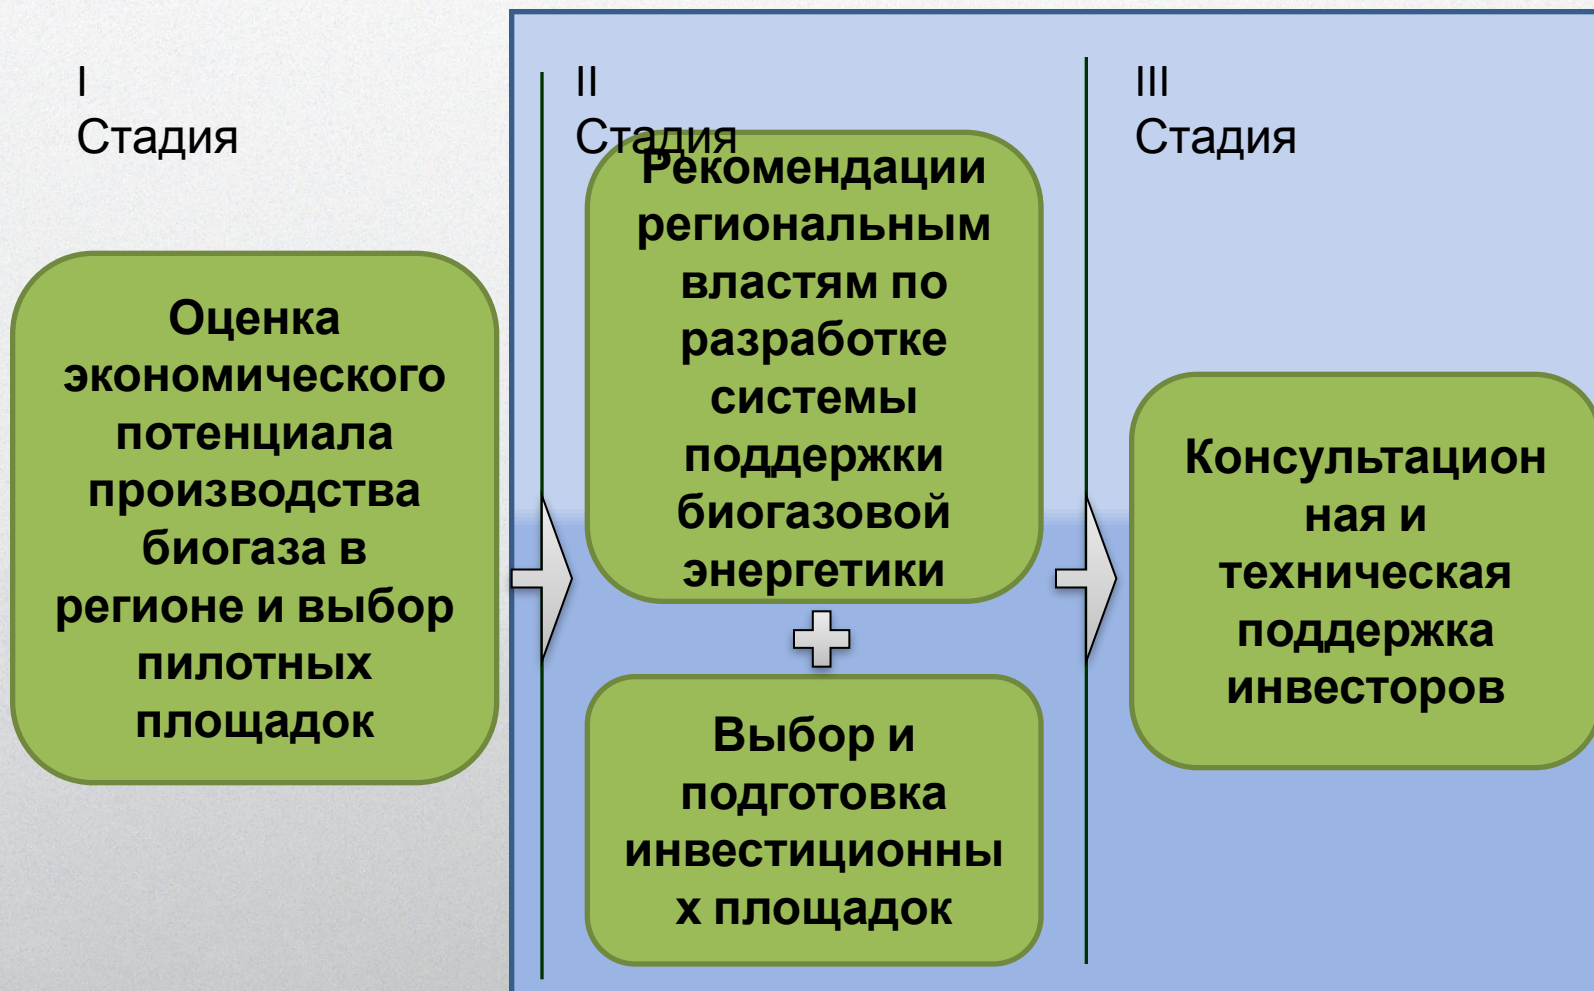 I
Стадия
Оценка
экономического
потенциала
производства
биогаза в
регионе и выбор
пилотных
площадок
II
Стадия
Рекомендации
региональным
властям по
разработке
системы
поддержки
биогазовой
энергетики
Выбор и
подготовка
инвестиционны
х площадок
III
Стадия
Консультацион
ная и
техническая
поддержка
инвесторов